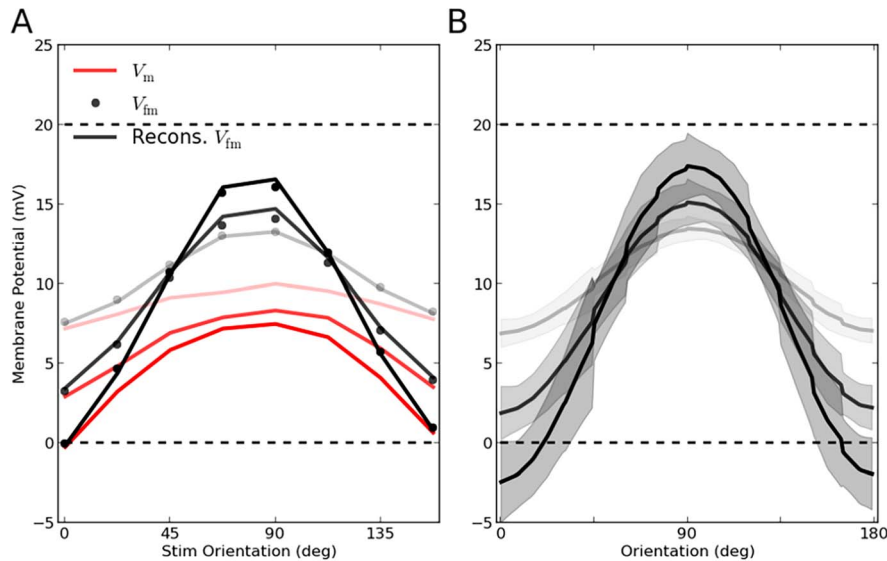 A
25
20
15
10
5
0
−5
Membrane Potential (mV)
Vm
Vfm
Recons. Vfm
0 45 90 135
Stim Orientation (deg)
B
25
20
15
10
5
0
−5
0 90 180
Orientation (deg)